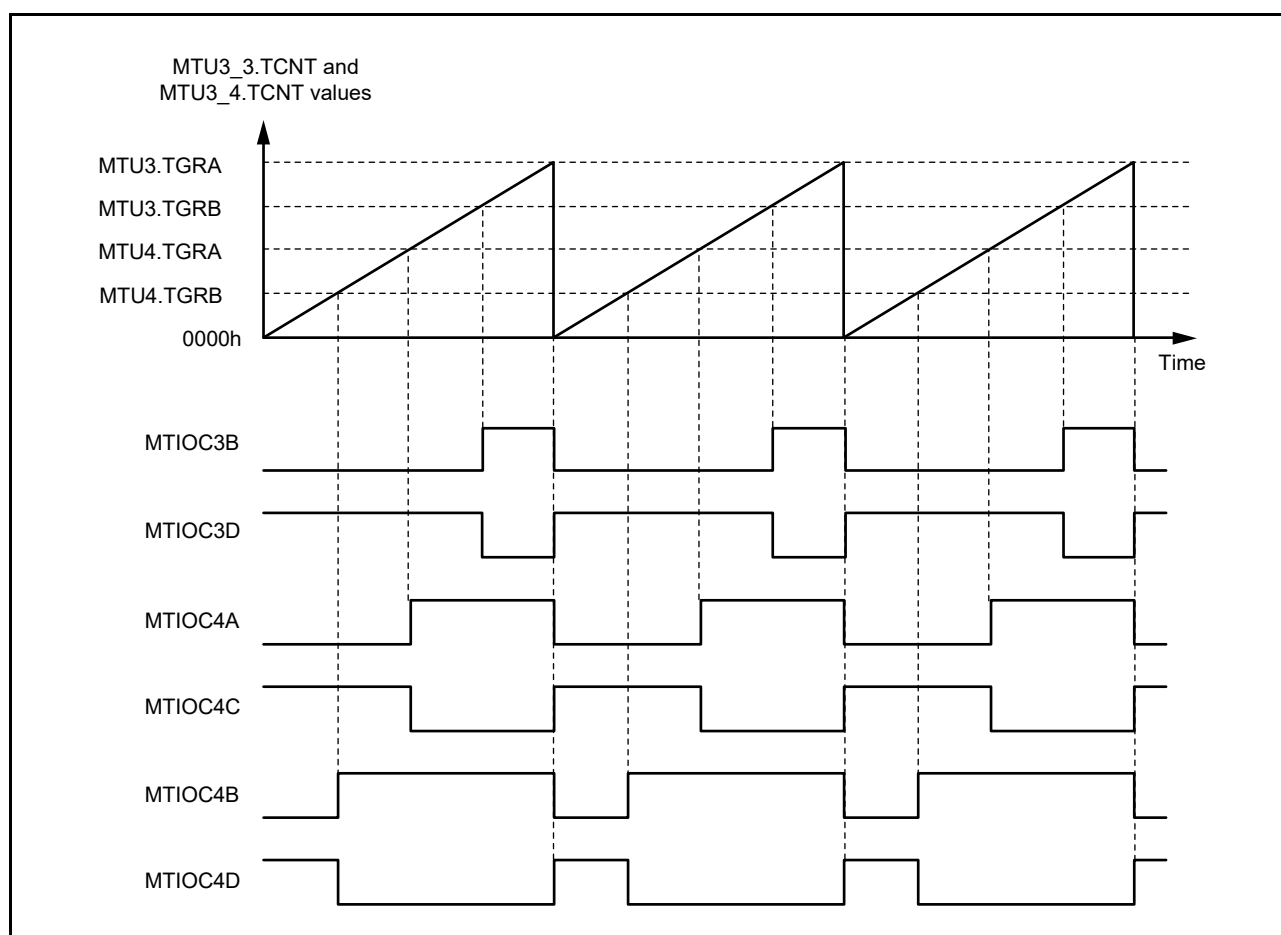 MTU3_3.TCNT and
MTU3_4.TCNT values
MTU3.TGRA
MTU3.TGRB
MTU4.TGRA
MTU4.TGRB
0000h
Time
MTIOC3B
MTIOC3D
MTIOC4A
MTIOC4C
MTIOC4B
MTIOC4D